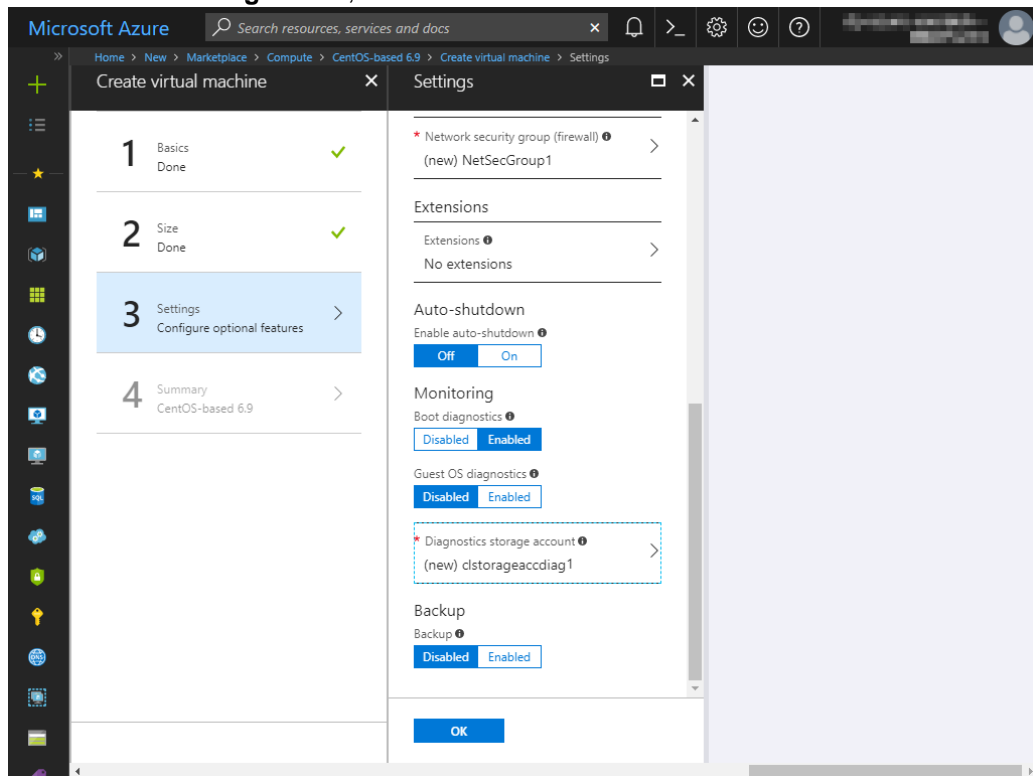 Microsoft Azure
Search resources, services and docs
Home > New > Marketplace > Compute > CentOS-based 6.9 > Create virtual machine > Settings
Create virtual machine
Settings
1
Basics
Done
2
Size
Done
3
Settings
Configure optional features
4
Summary
CentOS-based 6.9
* Network security group (firewall)
(new) NetSecGroup1
Extensions
Extensions
No extensions
Auto-shutdown
Enable auto-shutdown
Off On
Monitoring
Boot diagnostics
Disabled Enabled
Guest OS diagnostics
Disabled Enabled
* Diagnostics storage account
(new) clstorageaccdiag1
Backup
Backup
Disabled Enabled
OK
SQL
DNS